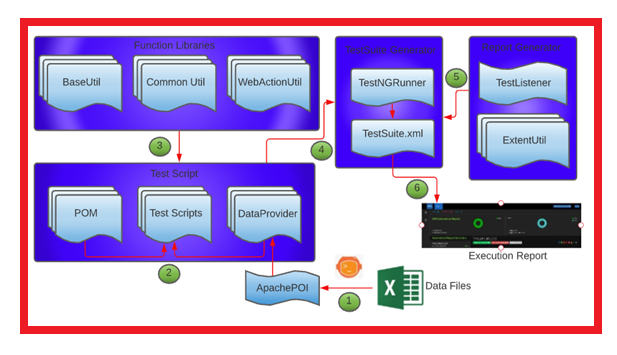 Function Libraries
BaseUtil
Common Util
WebActionUtil
TestSuite Generator
TestNGRunner
TestSuite.xml
Report Generator
TestListener
ExtentUtil
5
3
4
6
Test Script
POM
Test Scripts
DataProvider
2
Execution Report
ApachePOI
1
X
Data Files